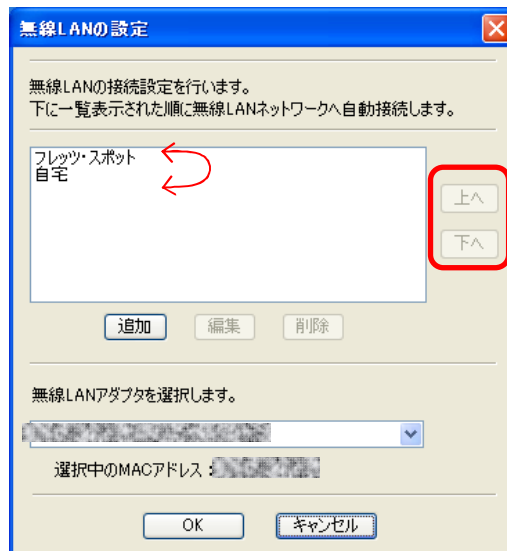 無線LANの設定
無線LANの接続設定を行います。
下に一覧表示された順に無線LANネットワークへ自動接続します。
フレッツ・スポット
自宅
上へ
下へ
追加 編集 削除
無線LANアダプタを選択します。
選択中のMACアドレス:
OK キャンセル